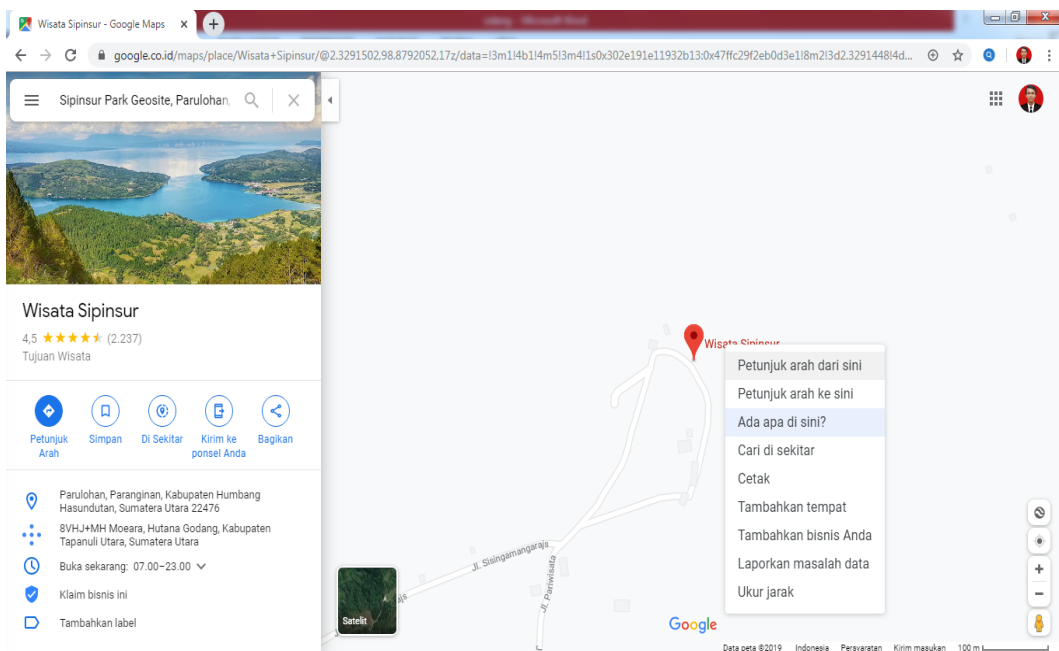 Wisata Sipinsur - Google Maps
google.co.id/maps/place/Wisata+Sipinsur/@2.3291502,98.8792052,17z/data=!3m1!4b1!4m5!3m4!1s0x302e191e11932b13:0x47ffc29f2eb0d3e1!8m2!3d2.3291448!4d...
Sipinsur Park Geosite, Parulohan,
Wisata Sipinsur
4,5 (2.237)
Tujuan Wisata
Petunjuk Simpan Di Sekitar Kirim ke Bagikan
Arah ponsel Anda
Parulohan, Paranginan, Kabupaten Humbang
Hasundutan, Sumatera Utara 22476
8VHJ+MH Moeara, Hutana Godang, Kabupaten
Tapanuli Utara, Sumatera Utara
Buka sekarang: 07.00–23.00
Klaim bisnis ini
Tambahkan label
Wisata Sipinsur
Petunjuk arah dari sini
Petunjuk arah ke sini
Ada apa di sini?
Cari di sekitar
Cetak
Tambahkan tempat
Tambahkan bisnis Anda
Laporkan masalah data
Ukur jarak
Jl. Sisingamangaraja
Jl. Pariwisata
Satelit
Google
Data peta ©2019 Indonesia Persyaratan Kirim masukan 100 m